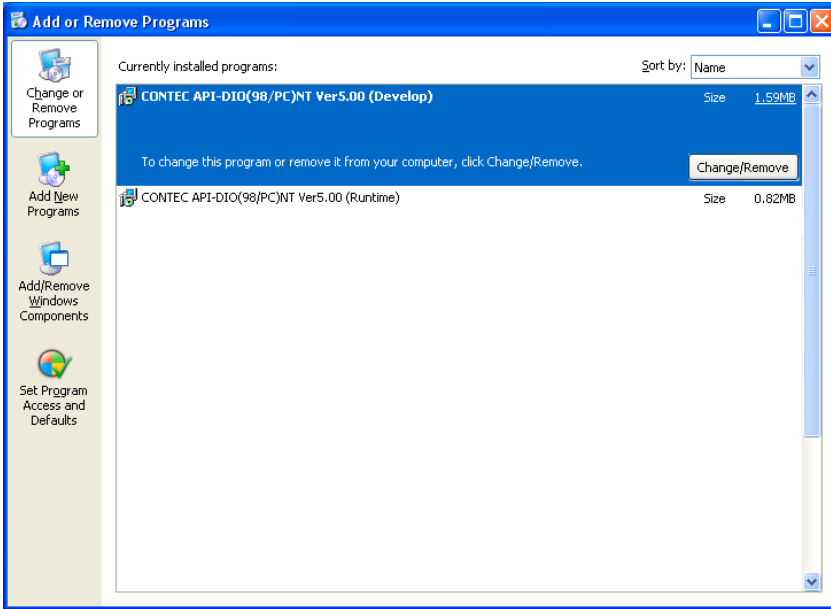 Add or Remove Programs
Change or
Remove
Programs
Add New
Programs
Add/Remove
Windows
Components
Set Program
Access and
Defaults
Currently installed programs:
Sort by: Name
CONTEC API-DIO(98/PC)NT Ver5.00 (Develop) Size 1.59MB
To change this program or remove it from your computer, click Change/Remove. Change/Remove
CONTEC API-DIO(98/PC)NT Ver5.00 (Runtime) Size 0.82MB